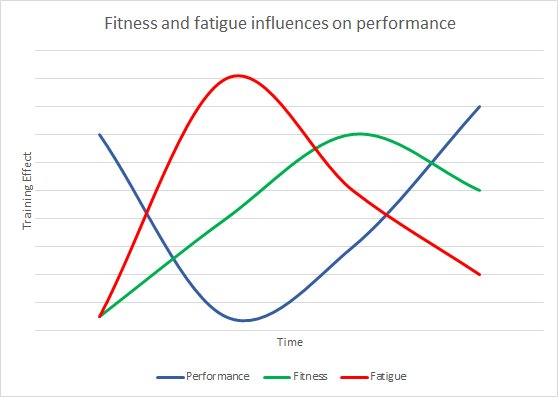 Fitness and fatigue influences on performance
Training Effect
Time
Performance Fitness Fatigue